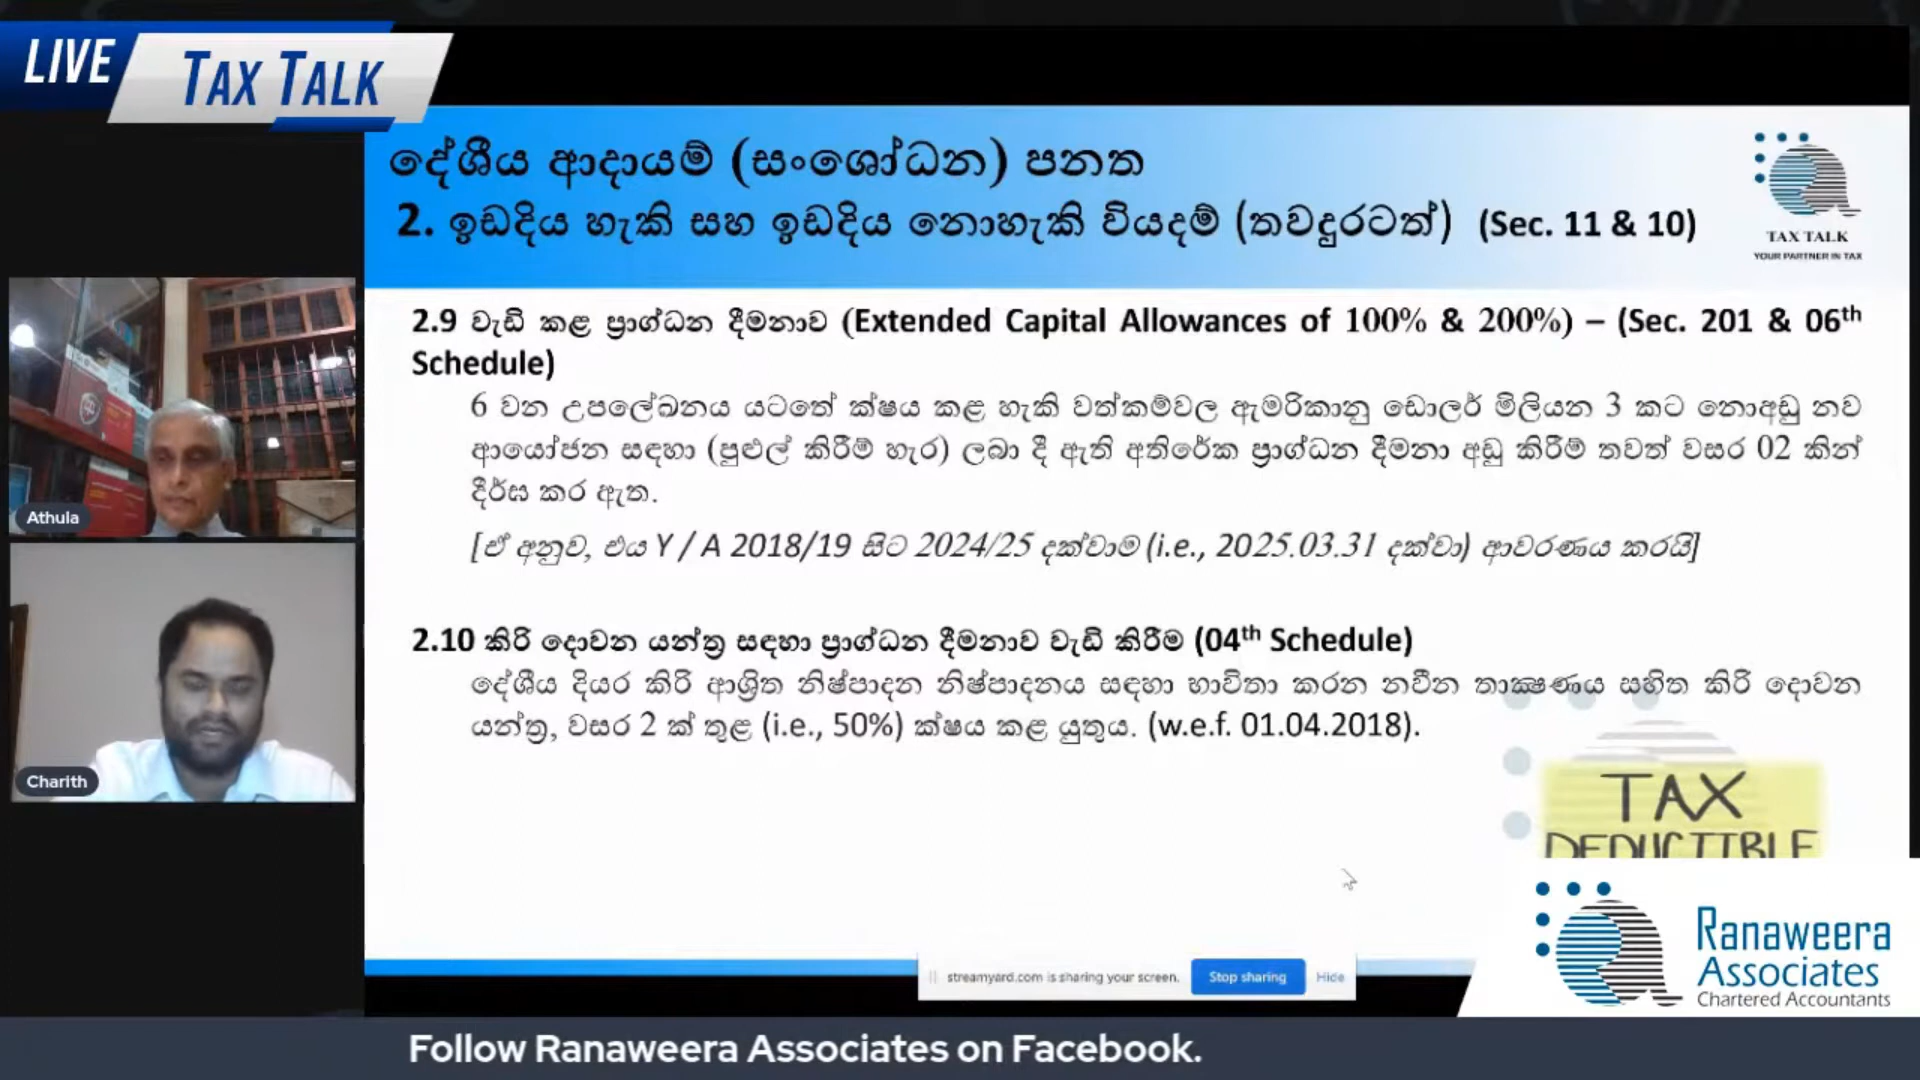 LIVE
TAX TALK
දේශීය ආදායම් (සංශෝධන) පනත
2. ඉඩදිය හැකි සහ ඉඩදිය නොහැකි වියදම් (තවදුරටත්) (Sec. 11 & 10)
TAX TALK
YOUR PARTNER IN TAX
2.9 වැඩි කළ ප්‍රාග්ධන දීමනාව (Extended Capital Allowances of 100% & 200%) – (Sec. 201 & 06th
Schedule)
6 වන උපලේඛනය යටතේ ක්ෂය කළ හැකි වත්කම්වල ඇමරිකානු ඩොලර් මිලියන 3 කට නොඅඩු නව
ආයෝජන සඳහා (පුළුල් කිරීම් හැර) ලබා දී ඇති අතිරේක ප්‍රාග්ධන දීමනා අඩු කිරීම් තවත් වසර 02 කින්
දීර්ඝ කර ඇත.
[ඒ අනුව, එය Y / A 2018/19 සිට 2024/25 දක්වාම (i.e., 2025.03.31 දක්වා) ආවරණය කරයි]
2.10 කිරි දොවන යන්ත්‍ර සඳහා ප්‍රාග්ධන දීමනාව වැඩි කිරීම (04th Schedule)
දේශීය දියර කිරි ආශ්‍රිත නිෂ්පාදන නිෂ්පාදනය සඳහා භාවිතා කරන නවීන තාක්‍ෂණය සහිත කිරි දොවන
යන්ත්‍ර, වසර 2 ක් තුළ (i.e., 50%) ක්ෂය කළ යුතුය. (w.e.f. 01.04.2018).
Athula
Charith
TAX
DEDUCTIBLE
Ranaweera
Associates
Chartered Accountants
streamyard.com is sharing your screen. Stop sharing Hide
Follow Ranaweera Associates on Facebook.